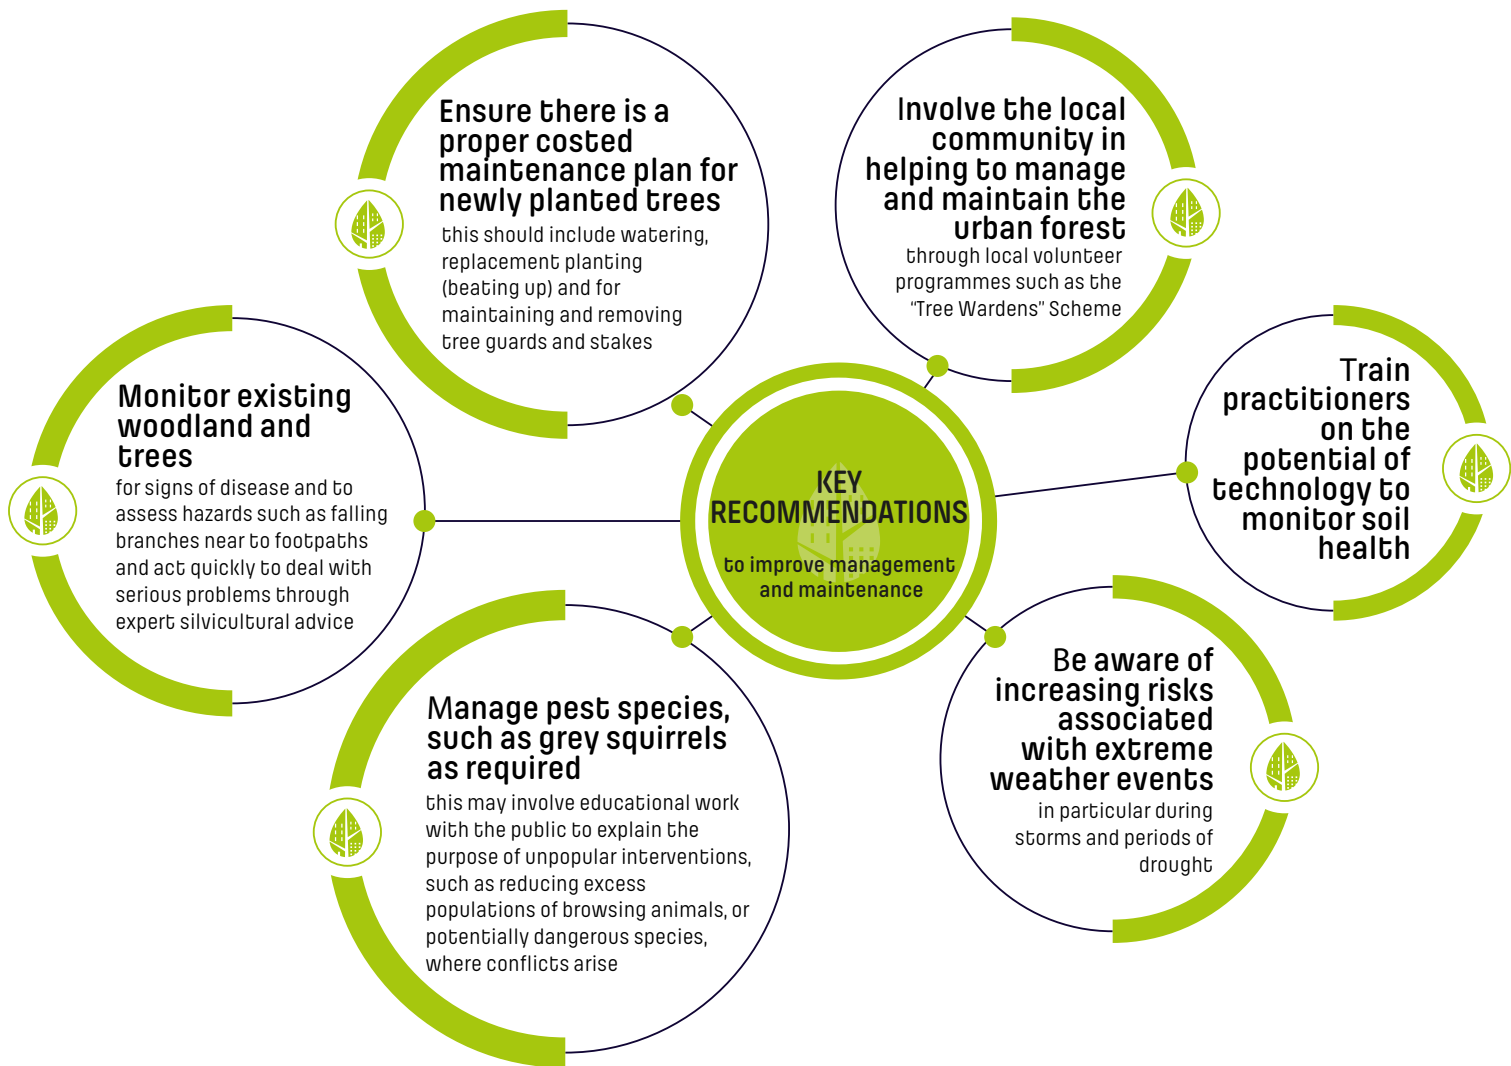 Ensure there is a
proper costed
maintenance plan for
newly planted trees
this should include watering,
replacement planting
(beating up) and for
maintaining and removing
tree guards and stakes
Involve the local
community in
helping to manage
and maintain the
urban forest
through local volunteer
programmes such as the
“Tree Wardens” Scheme
Monitor existing
woodland and
trees
for signs of disease and to
assess hazards such as falling
branches near to footpaths
and act quickly to deal with
serious problems through
expert silvicultural advice
KEY
RECOMMENDATIONS
to improve management
and maintenance
Train
practitioners
on the
potential of
technology to
monitor soil
health
Manage pest species,
such as grey squirrels
as required
this may involve educational work
with the public to explain the
purpose of unpopular interventions,
such as reducing excess
populations of browsing animals, or
potentially dangerous species,
where conflicts arise
Be aware of
increasing risks
associated
with extreme
weather events
in particular during
storms and periods of
drought